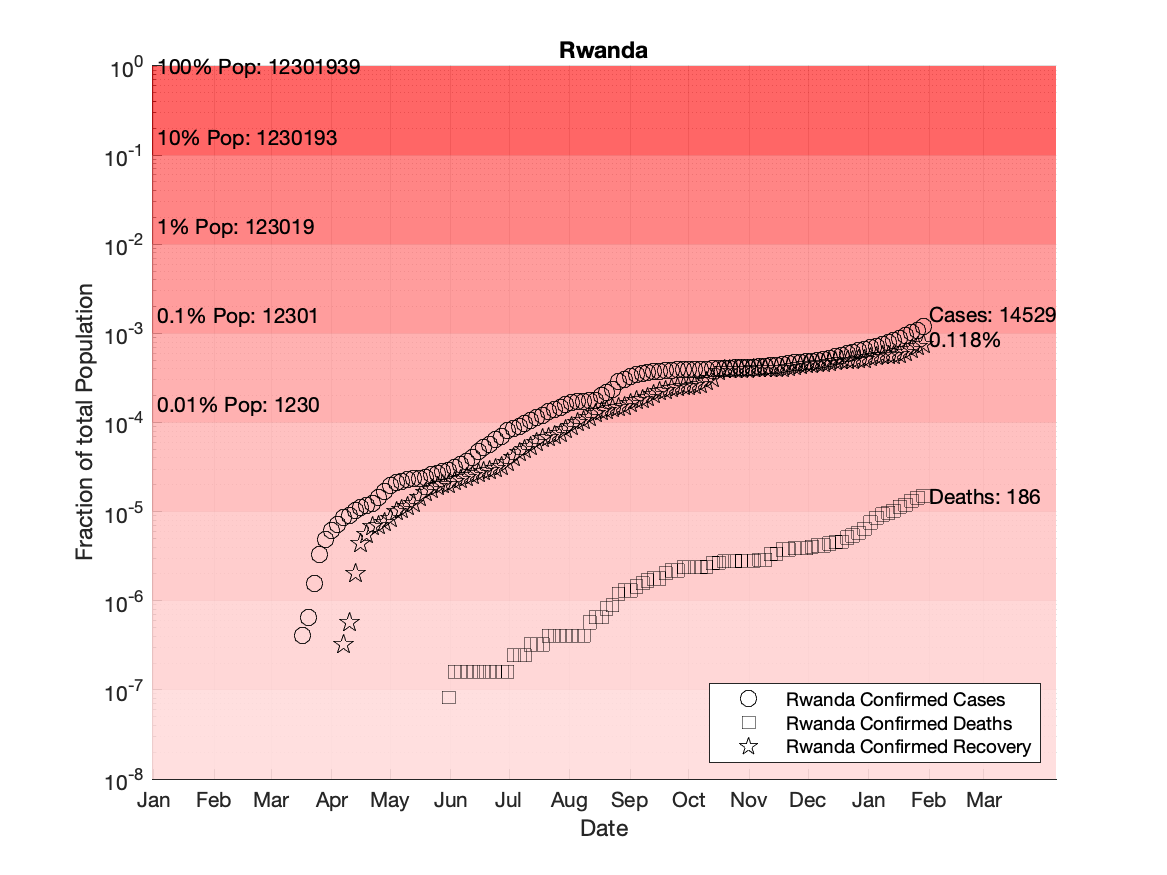 Rwanda
10^0
100% Pop: 12301939
10% Pop: 1230193
10^-1
1% Pop: 123019
10^-2
0.1% Pop: 12301
Cases: 14529
10^-3
0.118%
0.01% Pop: 1230
10^-4
Deaths: 186
10^-5
10^-6
10^-7
10^-8
Fraction of total Population
Rwanda Confirmed Cases
Rwanda Confirmed Deaths
Rwanda Confirmed Recovery
Jan Feb Mar Apr May Jun Jul Aug Sep Oct Nov Dec Jan Feb Mar
Date